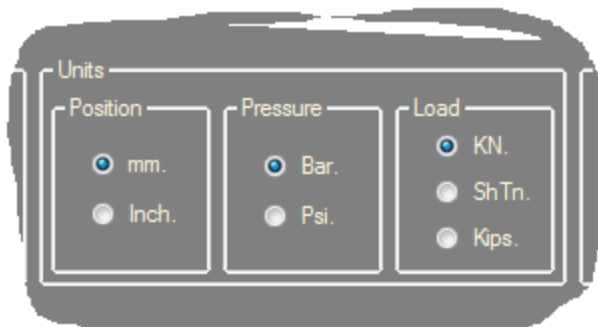 Units
Position
mm.
Inch.
Pressure
Bar.
Psi.
Load
KN.
ShTn.
Kips.